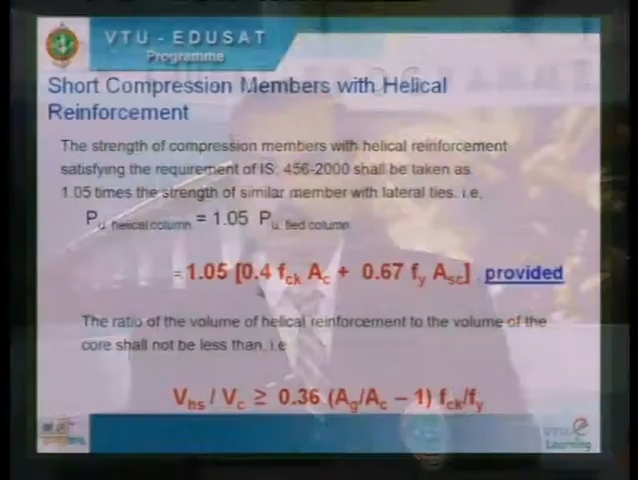 VTU - EDUSAT
Programme
Short Compression Members with Helical
Reinforcement
The strength of compression members with helical reinforcement
satisfying the requirement of IS: 456-2000 shall be taken as
1.05 times the strength of similar member with lateral ties. i.e,
Pu, helical column = 1.05 Pu, tied column
= 1.05 [0.4 fck Ac + 0.67 fy Asc], provided
The ratio of the volume of helical reinforcement to the volume of the
core shall not be less than, i.e
Vhs / Vc ≥ 0.36 (Ag/Ac – 1) fck/fy
VTU e
Learning